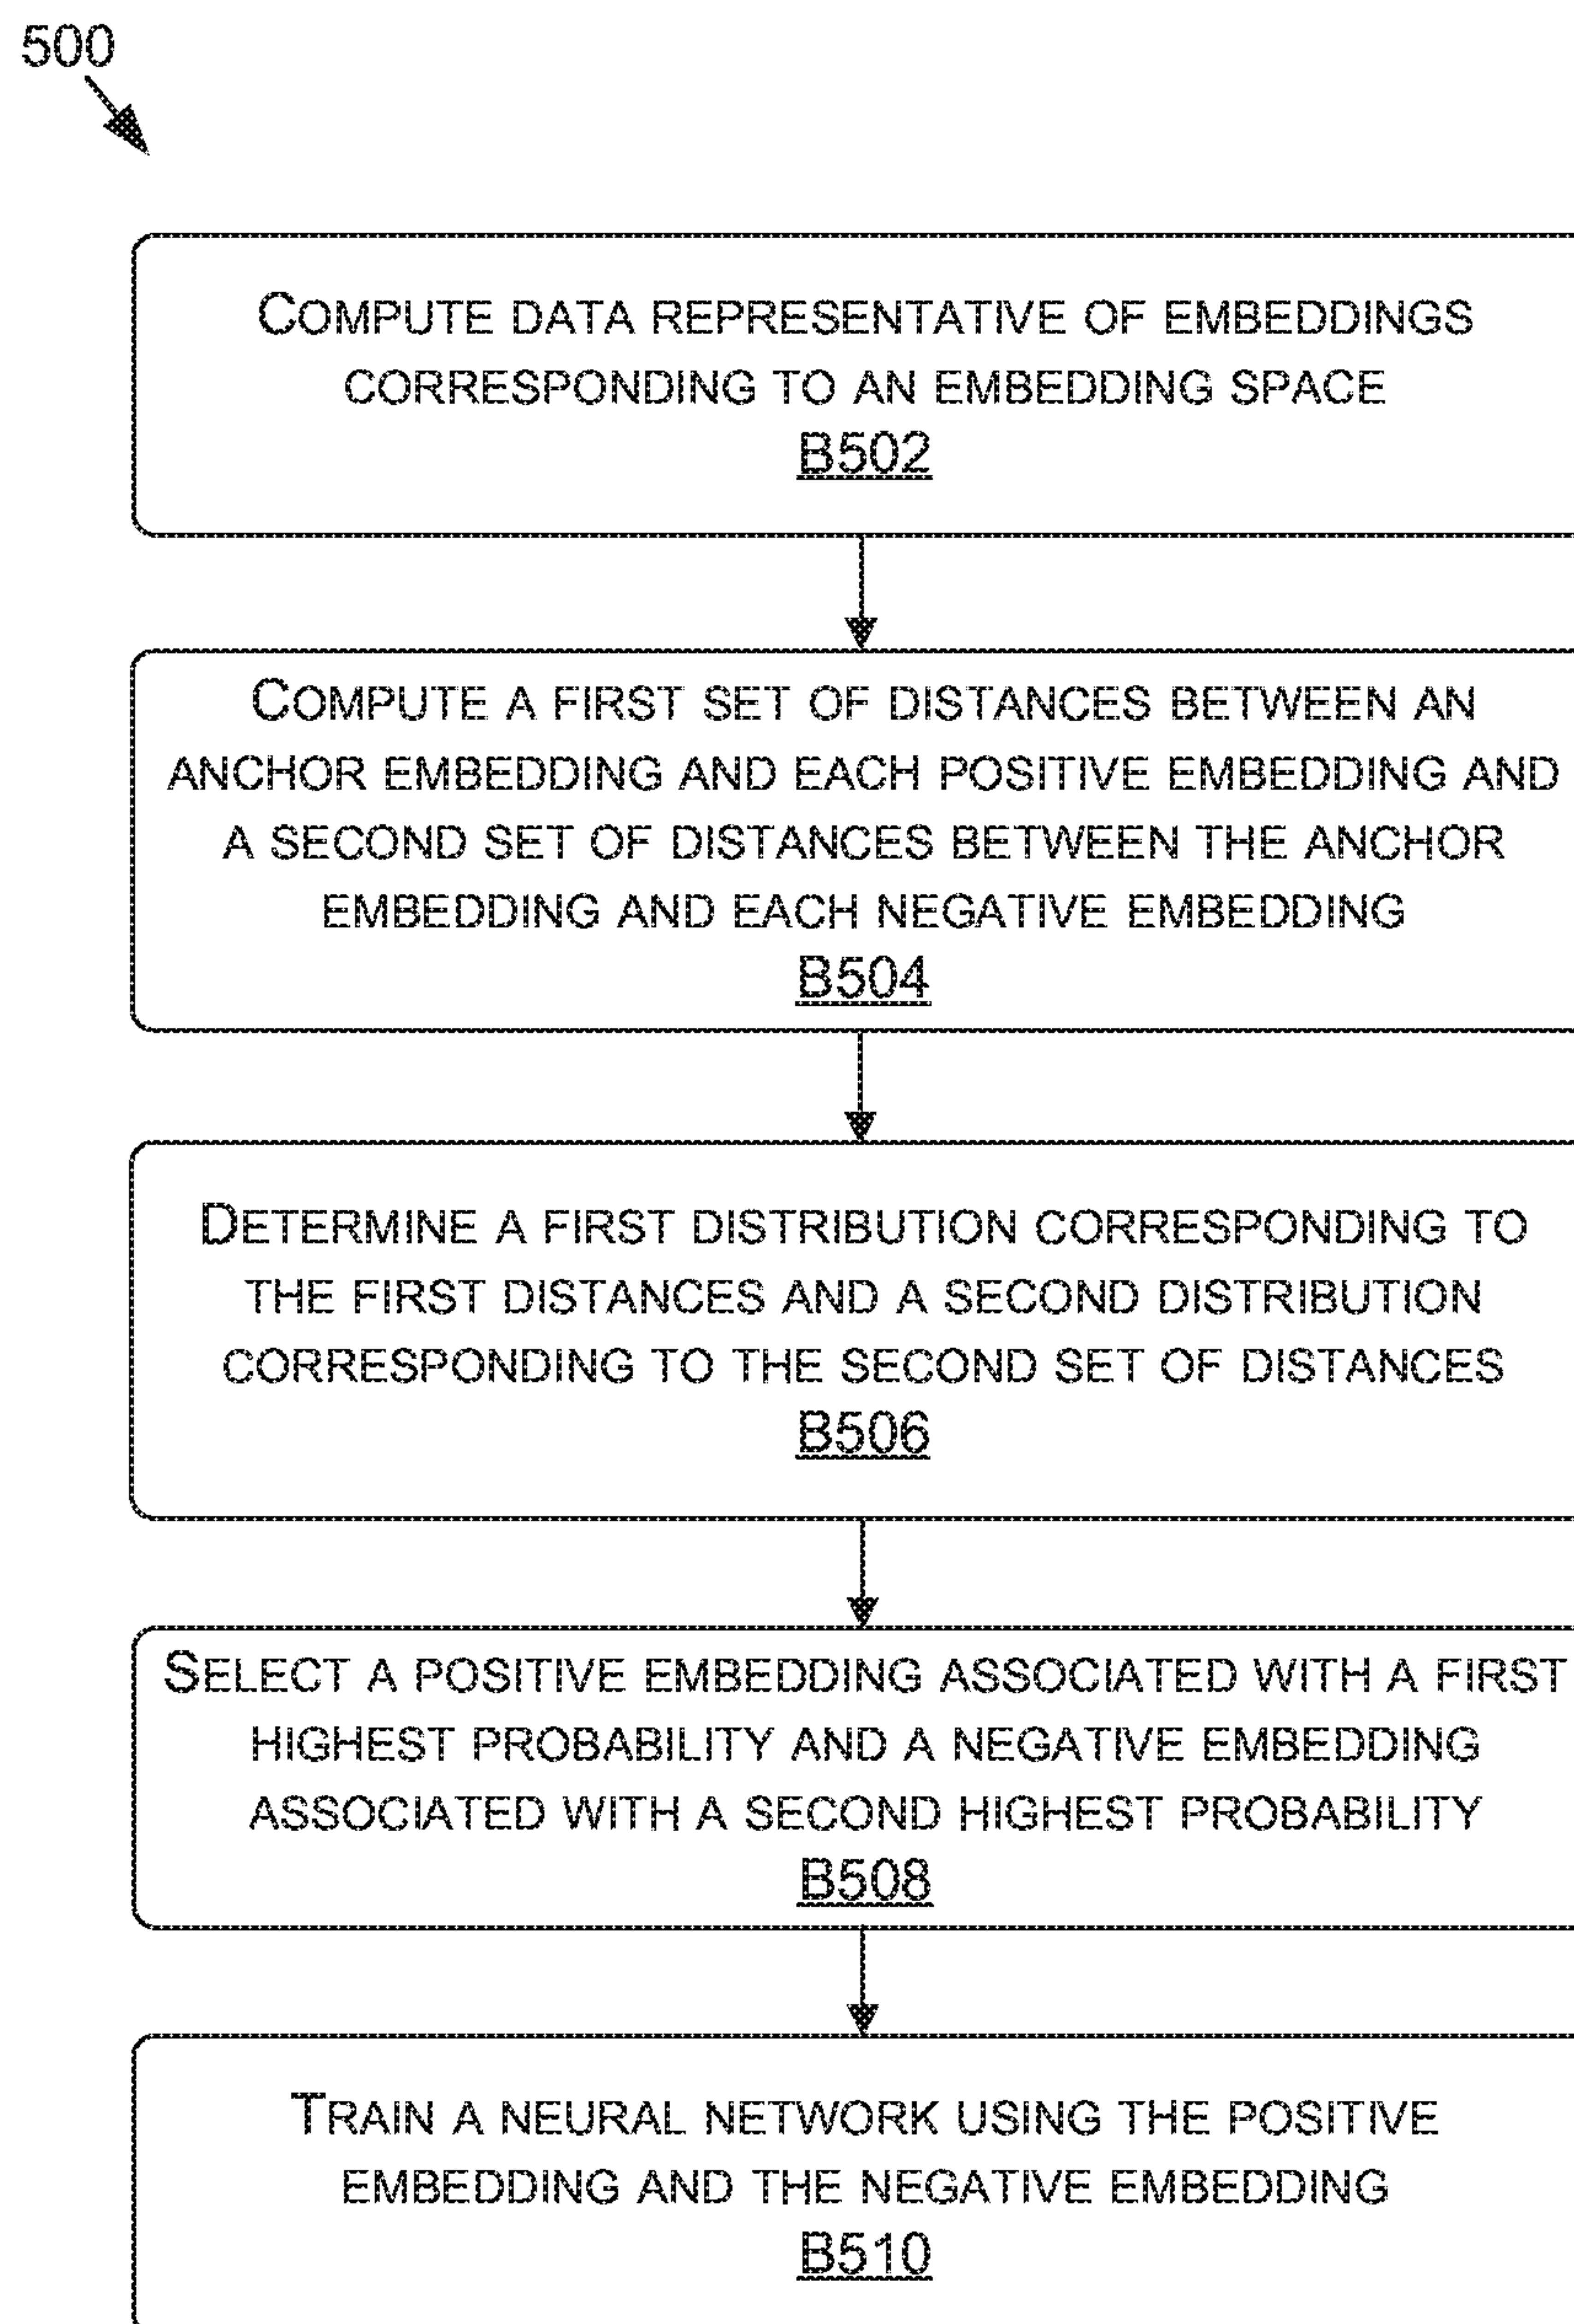 500
COMPUTE DATA REPRESENTATIVE OF EMBEDDINGS
CORRESPONDING TO AN EMBEDDING SPACE
B502
COMPUTE A FIRST SET OF DISTANCES BETWEEN AN
ANCHOR EMBEDDING AND EACH POSITIVE EMBEDDING AND
A SECOND SET OF DISTANCES BETWEEN THE ANCHOR
EMBEDDING AND EACH NEGATIVE EMBEDDING
B504
DETERMINE A FIRST DISTRIBUTION CORRESPONDING TO
THE FIRST DISTANCES AND A SECOND DISTRIBUTION
CORRESPONDING TO THE SECOND SET OF DISTANCES
B506
SELECT A POSITIVE EMBEDDING ASSOCIATED WITH A FIRST
HIGHEST PROBABILITY AND A NEGATIVE EMBEDDING
ASSOCIATED WITH A SECOND HIGHEST PROBABILITY
B508
TRAIN A NEURAL NETWORK USING THE POSITIVE
EMBEDDING AND THE NEGATIVE EMBEDDING
B510